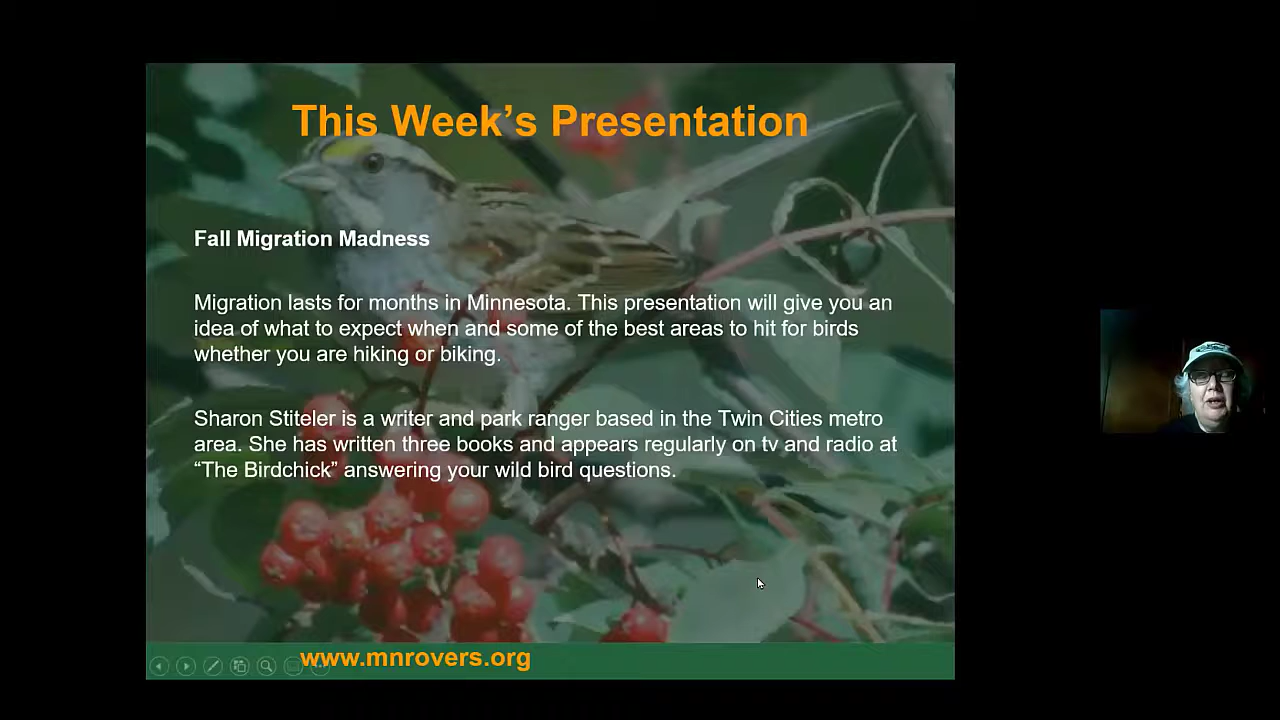 This Week’s Presentation
Fall Migration Madness
Migration lasts for months in Minnesota. This presentation will give you an
idea of what to expect when and some of the best areas to hit for birds
whether you are hiking or biking.
Sharon Stiteler is a writer and park ranger based in the Twin Cities metro
area. She has written three books and appears regularly on tv and radio at
“The Birdchick” answering your wild bird questions.
www.mnrovers.org